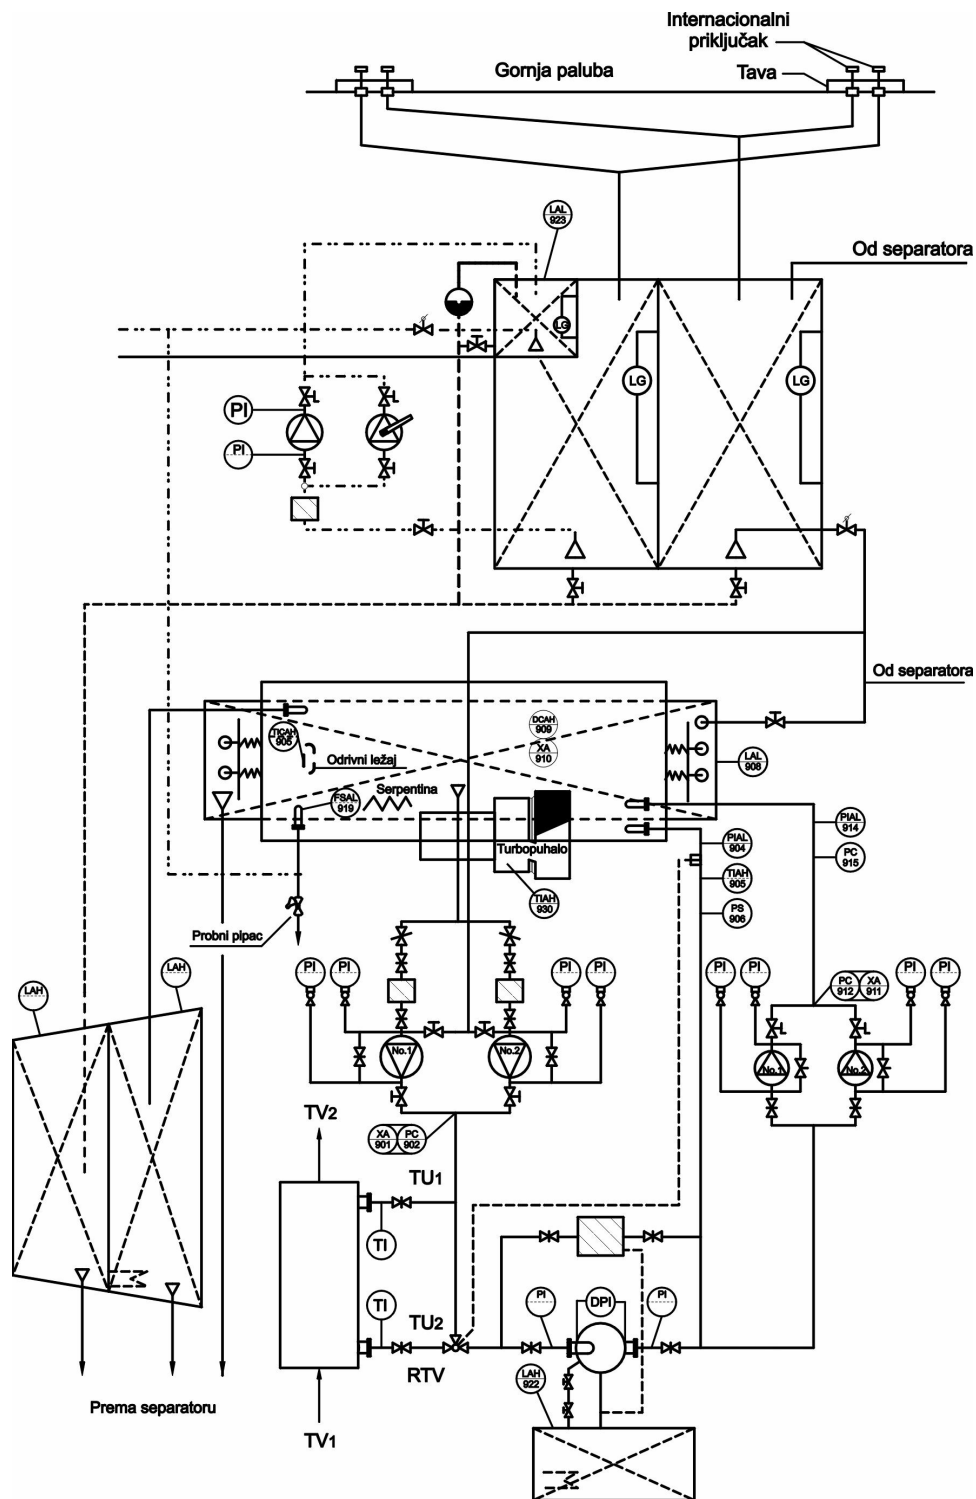 Internacionalni
priključak
Gornja paluba
Tava
LAL
923
Od separatora
LG
LG
LG
PI
PI
Od separatora
TICAH
905
DCAH
909
XA
910
Odrivni ležaj
LAL
908
FSAL
919
Serpentina
Turbopuhalo
PIAL
904
PIAL
914
PC
915
TIAH
905
TIAH
930
PS
906
Probni pipac
LAH
LAH
PI
PI
PI
PI
PI
PI
PI
PI
PC
912
XA
911
No.1
No.2
No.1
No.2
TV2
XA
901
PC
902
TU1
TI
TI
TU2
RTV
PI
DPI
PI
LAH
922
Prema separatoru
TV1